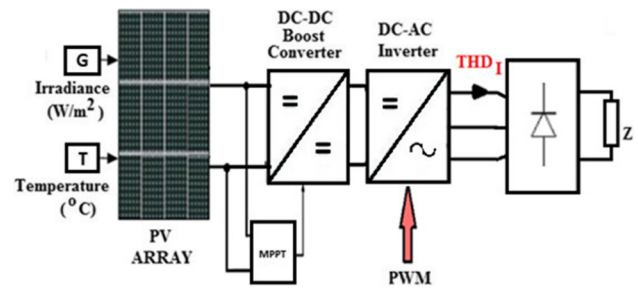 G
Irradiance
(W/m²)
T
Temperature
(°C)
PV
ARRAY
DC-DC
Boost
Converter
=
=
MPPT
DC-AC
Inverter
=
~
PWM
THD I
Z